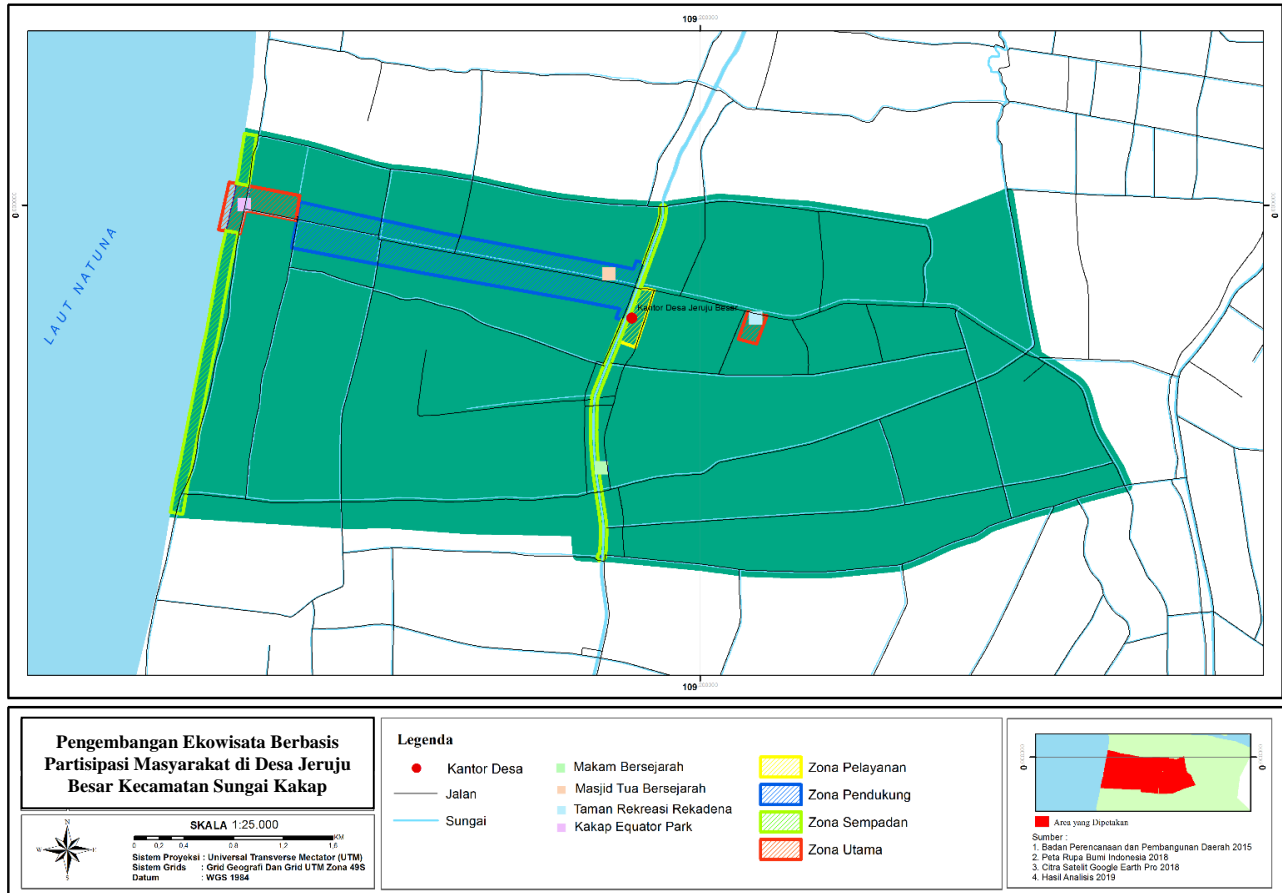 109
0
0
LAUT NATUNA
Kantor Desa Jeruju Besar
109
Pengembangan Ekowisata Berbasis
Partisipasi Masyarakat di Desa Jeruju
Besar Kecamatan Sungai Kakap
N
W E
S
SKALA 1:25.000
0 0,2 0,4 0,8 1,2 1,6
KM
Sistem Proyeksi : Universal Transverse Mectator (UTM)
Sistem Grids : Grid Geografi Dan Grid UTM Zona 49S
Datum : WGS 1984
Legenda
Kantor Desa
Jalan
Sungai
Makam Bersejarah
Masjid Tua Bersejarah
Taman Rekreasi Rekadena
Kakap Equator Park
Zona Pelayanan
Zona Pendukung
Zona Sempadan
Zona Utama
0
0
Area yang Dipetakan
Sumber :
1. Badan Perencanaan dan Pembangunan Daerah 2015
2. Peta Rupa Bumi Indonesia 2018
3. Citra Satelit Google Earth Pro 2018
4. Hasil Analisis 2019